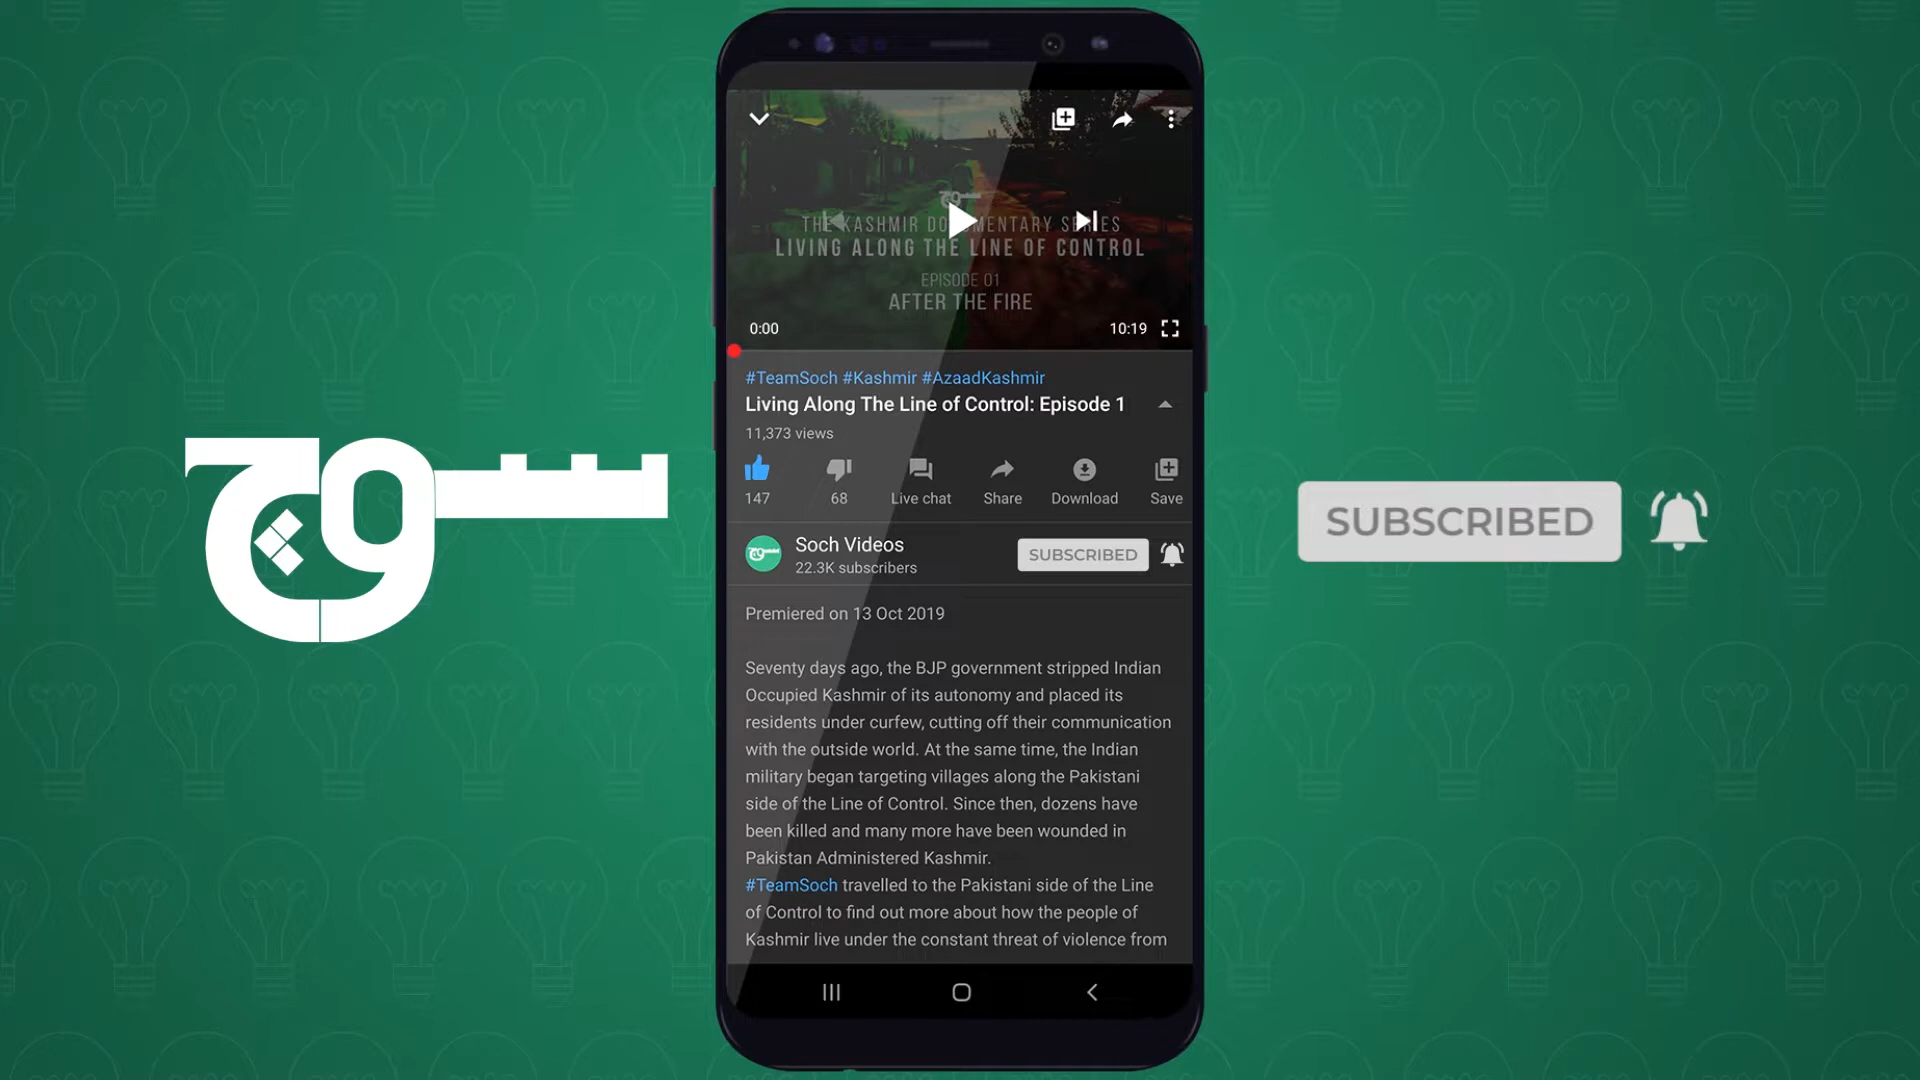 سوچ
سوچ
THE KASHMIR DOCUMENTARY SERIES
LIVING ALONG THE LINE OF CONTROL
EPISODE 01
AFTER THE FIRE
0:00
10:19
#TeamSoch #Kashmir #AzaadKashmir
Living Along The Line of Control: Episode 1
11,373 views
147
68
Live chat
Share
Download
Save
سوچ
Soch Videos
22.3K subscribers
SUBSCRIBED
SUBSCRIBED
Premiered on 13 Oct 2019
Seventy days ago, the BJP government stripped Indian
Occupied Kashmir of its autonomy and placed its
residents under curfew, cutting off their communication
with the outside world. At the same time, the Indian
military began targeting villages along the Pakistani
side of the Line of Control. Since then, dozens have
been killed and many more have been wounded in
Pakistan Administered Kashmir.
#TeamSoch travelled to the Pakistani side of the Line
of Control to find out more about how the people of
Kashmir live under the constant threat of violence from